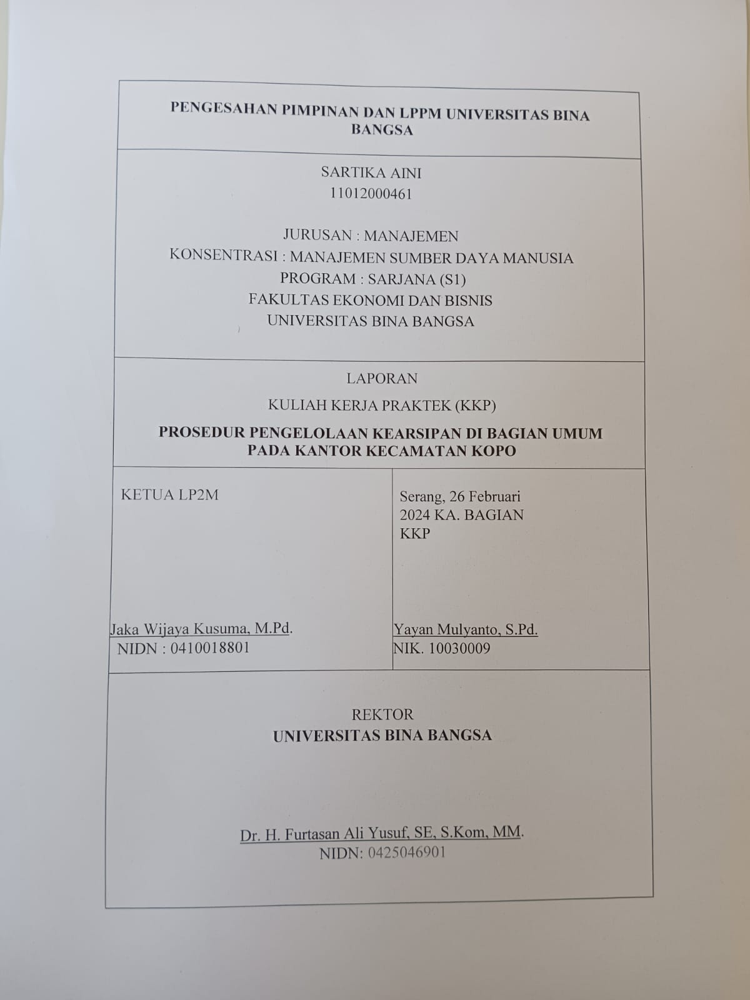 PENGESAHAN PIMPINAN DAN LPPM UNIVERSITAS BINA
BANGSA
SARTIKA AINI
11012000461
JURUSAN : MANAJEMEN
KONSENTRASI : MANAJEMEN SUMBER DAYA MANUSIA
PROGRAM : SARJANA (S1)
FAKULTAS EKONOMI DAN BISNIS
UNIVERSITAS BINA BANGSA
LAPORAN
KULIAH KERJA PRAKTEK (KKP)
PROSEDUR PENGELOLAAN KEARSIPAN DI BAGIAN UMUM
PADA KANTOR KECAMATAN KOPO
KETUA LP2M
Jaka Wijaya Kusuma, M.Pd.
NIDN : 0410018801
Serang, 26 Februari
2024 KA. BAGIAN
KKP
Yayan Mulyanto, S.Pd.
NIK. 10030009
REKTOR
UNIVERSITAS BINA BANGSA
Dr. H. Furtasan Ali Yusuf, SE, S.Kom, MM.
NIDN: 0425046901